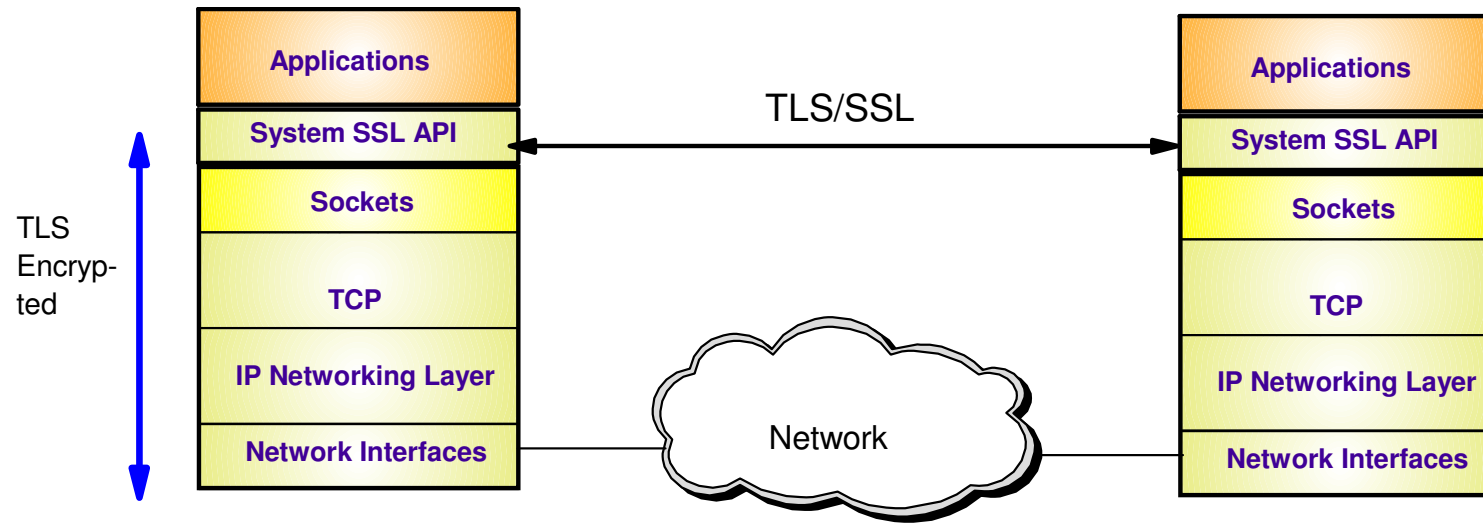 Applications
System SSL API
Sockets
TCP
IP Networking Layer
Network Interfaces
TLS
Encryp-
ted
TLS/SSL
Network
Applications
System SSL API
Sockets
TCP
IP Networking Layer
Network Interfaces